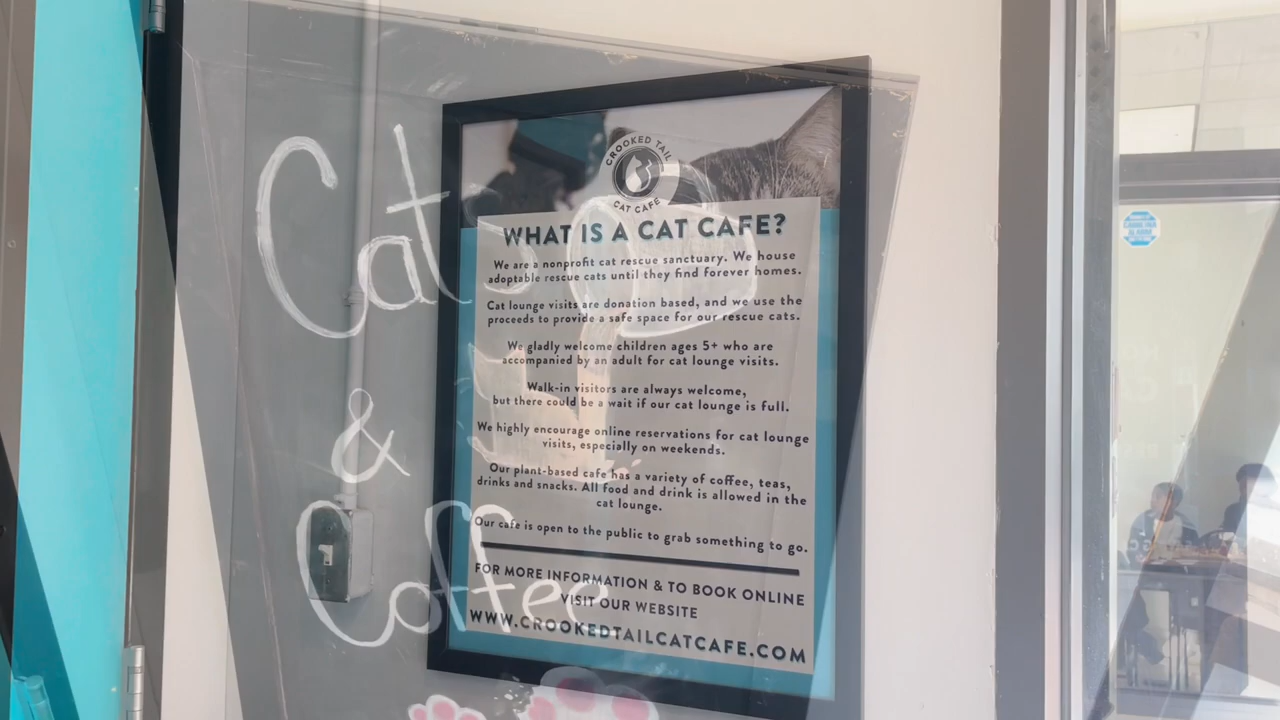 CROOKED TAIL
CAT CAFE
WHAT IS A CAT CAFE?
We are a nonprofit cat rescue sanctuary. We house
adoptable rescue cats until they find forever homes.
Cat lounge visits are donation based, and we use the
proceeds to provide a safe space for our rescue cats.
We gladly welcome children ages 5+ who are
accompanied by an adult for cat lounge visits.
Walk-in visitors are always welcome,
but there could be a wait if our cat lounge is full.
We highly encourage online reservations for cat lounge
visits, especially on weekends.
Our plant-based cafe has a variety of coffee, teas,
drinks and snacks. All food and drink is allowed in the
cat lounge.
Our cafe is open to the public to grab something to go.
FOR MORE INFORMATION & TO BOOK ONLINE
VISIT OUR WEBSITE
WWW.CROOKEDTAILCATCAFE.COM
Cats
&
Coffee